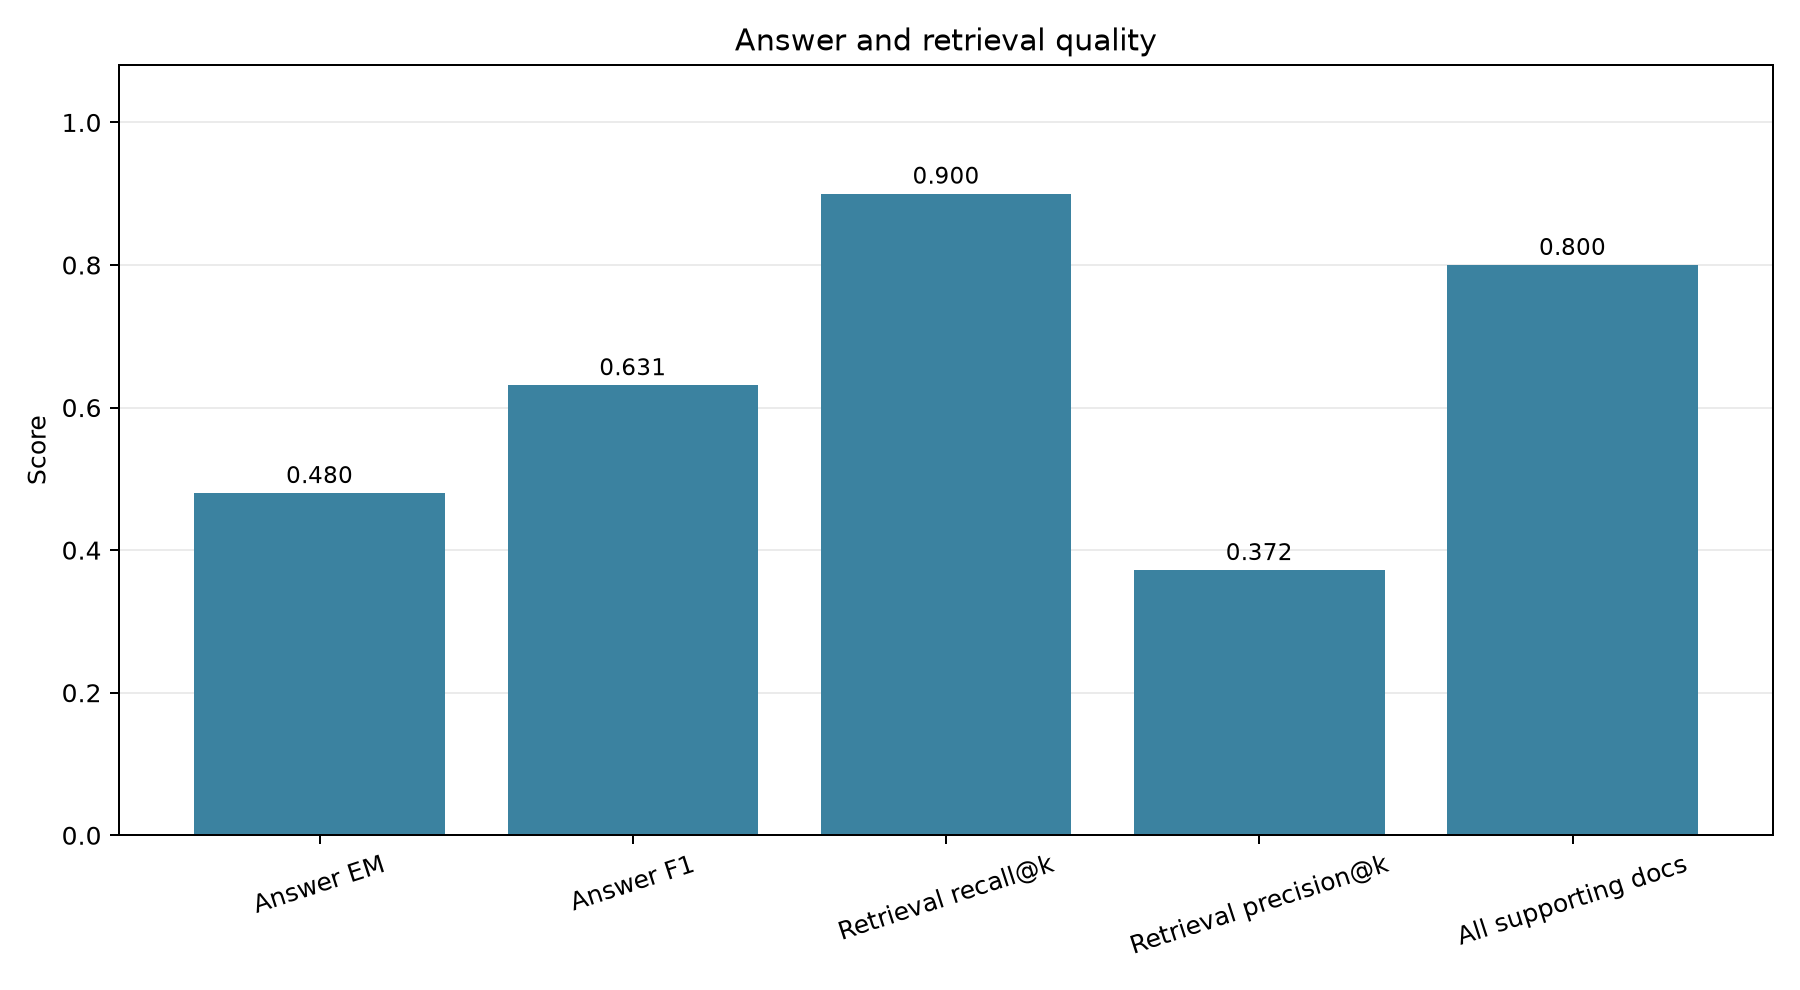 Answer and retrieval quality
Score
1.0
0.8
0.6
0.4
0.2
0.0
0.480
0.631
0.900
0.372
0.800
Answer EM
Answer F1
Retrieval recall@k
Retrieval precision@k
All supporting docs